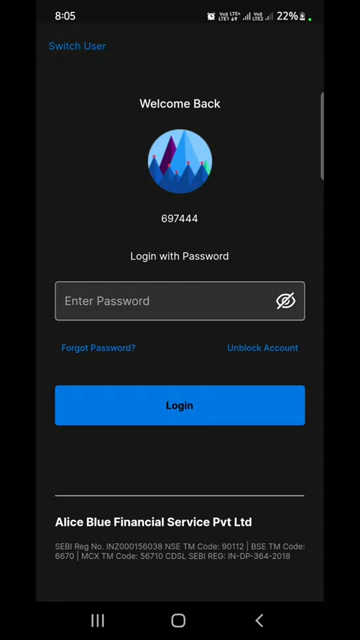 8:05
22%
Switch User
Welcome Back
697444
Login with Password
Enter Password
Forgot Password?
Unblock Account
Login
Alice Blue Financial Service Pvt Ltd
SEBI Reg No. INZ000156038 NSE TM Code: 90112 | BSE TM Code:
6670 | MCX TM Code: 56710 CDSL SEBI REG: IN-DP-364-2018